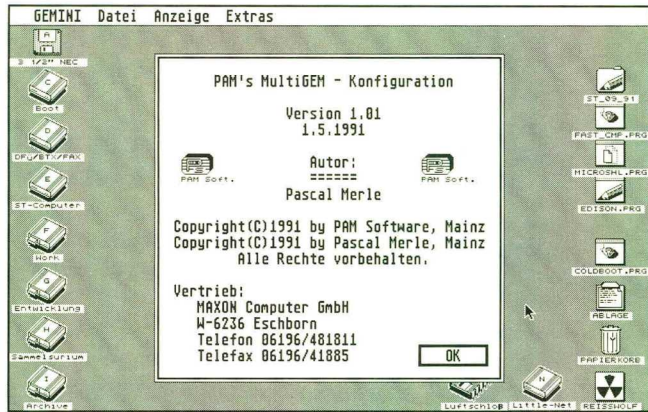 GEMINI Datei Anzeige Extras
A
3 1/2" NEC
C
Boot
D
DFÜ/BTX/FAX
E
ST-Computer
F
Work
G
Entwicklung
H
Sammelsurium
I
Archive
PAM's MultiGEM - Konfiguration
Version 1.01
1.5.1991
PAM Soft.
Autor:
======
PAM Soft.
Pascal Merle
Copyright(C)1991 by PAM Software, Mainz
Copyright(C)1991 by Pascal Merle, Mainz
Alle Rechte vorbehalten.
Vertrieb:
MAXON Computer GmbH
W-6236 Eschborn
Telefon 06196/481811
Telefax 06196/41885
OK
ST_09_91
FAST_CMP.PRG
MICROSHL.PRG
EDISON.PRG
COLDBOOT.PRG
ABLAGE
PAPIERKORB
Luftschloß
N
Little-Net
REISSWOLF